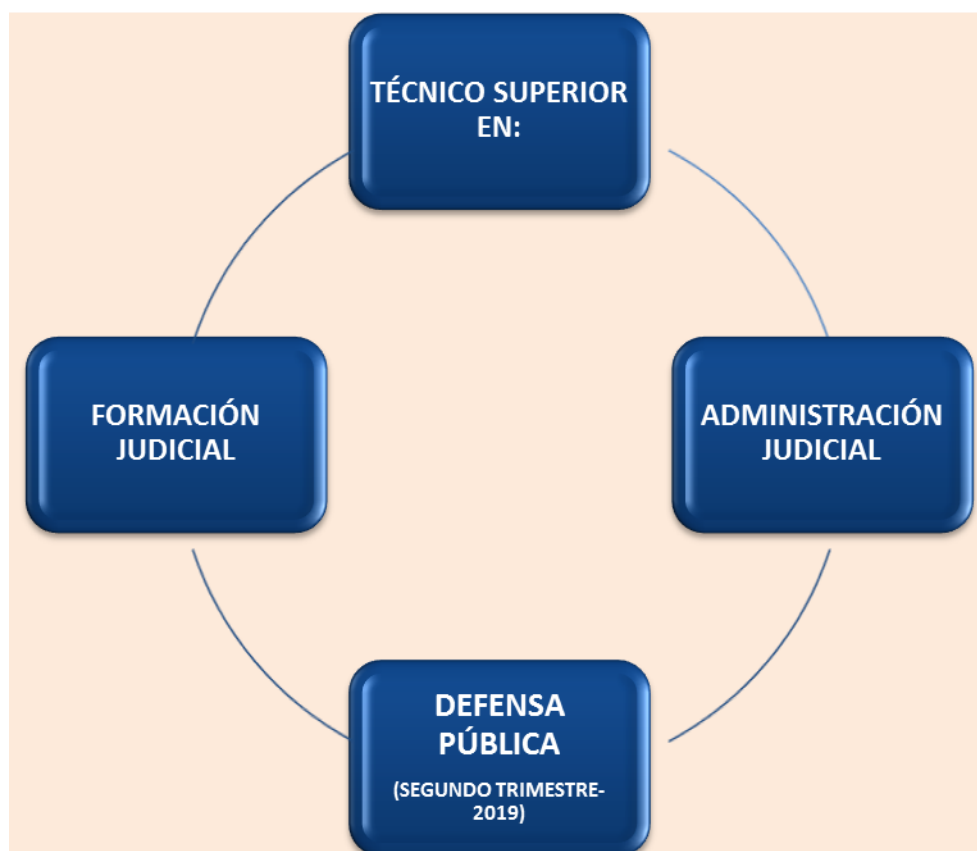 TÉCNICO SUPERIOR
EN:
FORMACIÓN
JUDICIAL
ADMINISTRACIÓN
JUDICIAL
DEFENSA
PÚBLICA
(SEGUNDO TRIMESTRE-
2019)